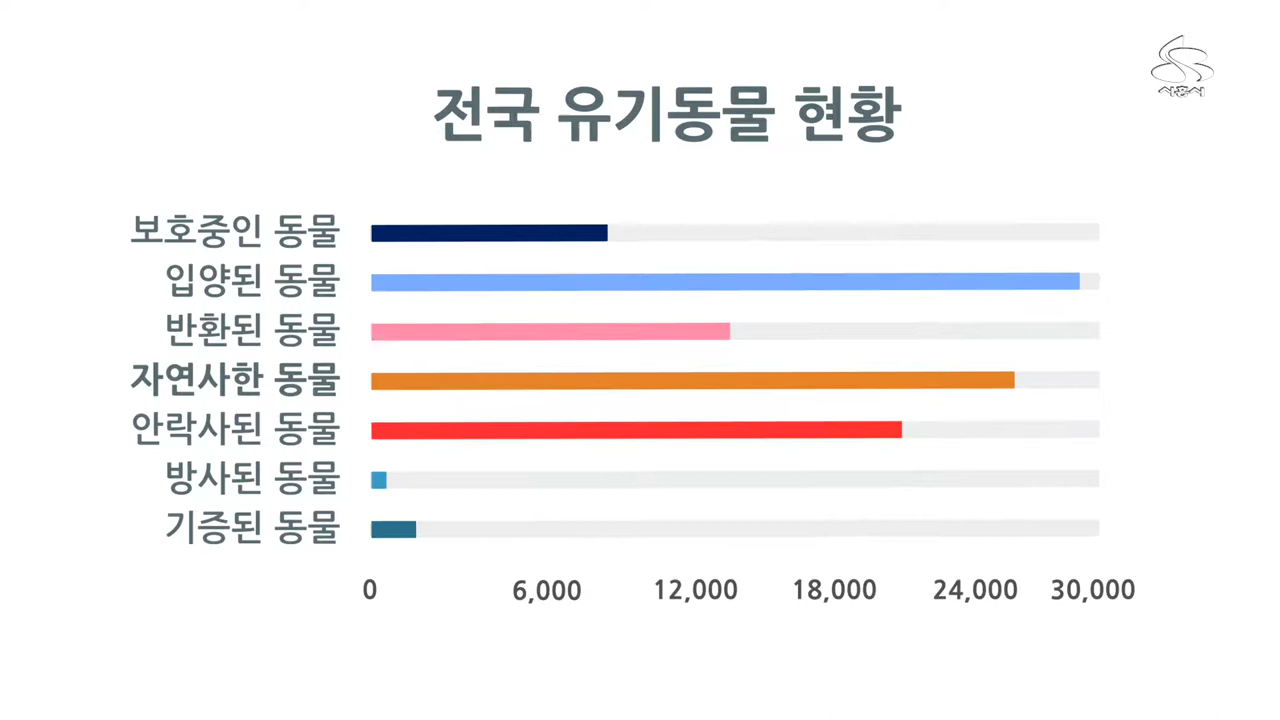 전국 유기동물 현황
보호중인 동물
입양된 동물
반환된 동물
자연사한 동물
안락사된 동물
방사된 동물
기증된 동물
0 6,000 12,000 18,000 24,000 30,000